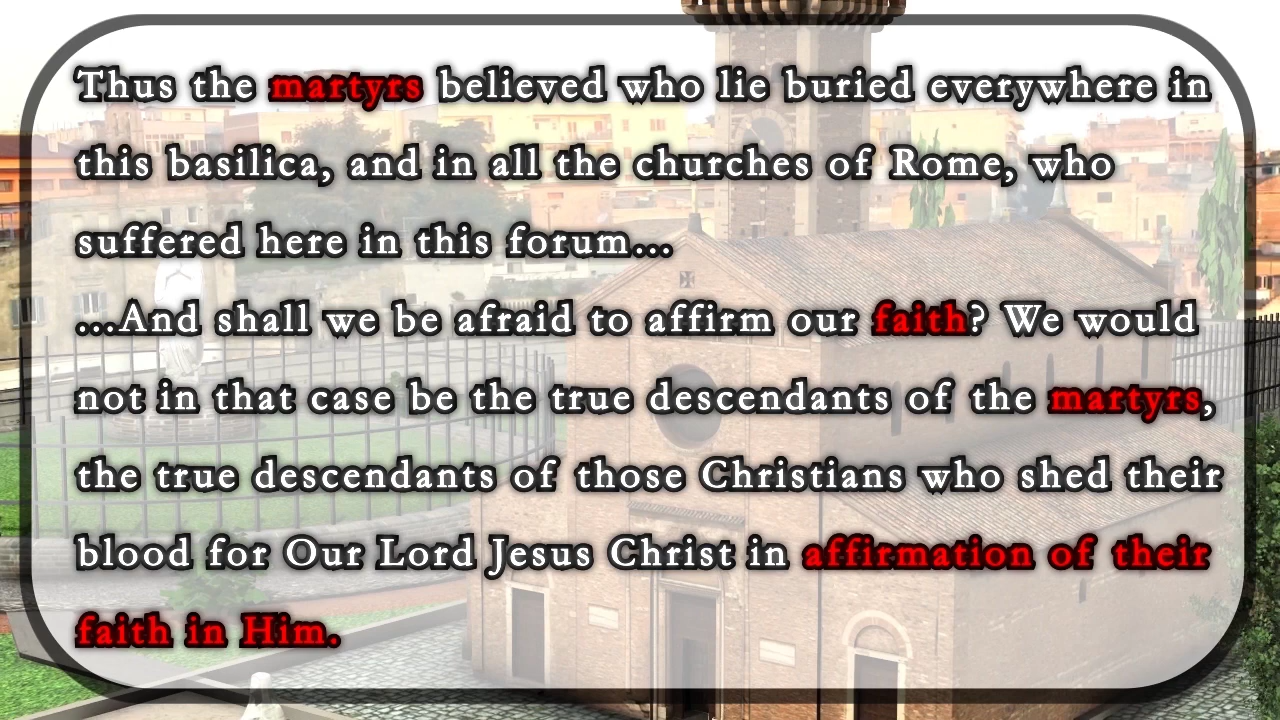 Thus the martyrs believed who lie buried everywhere in
this basilica, and in all the churches of Rome, who
suffered here in this forum...
...And shall we be afraid to affirm our faith? We would
not in that case be the true descendants of the martyrs,
the true descendants of those Christians who shed their
blood for Our Lord Jesus Christ in affirmation of their
faith in Him.